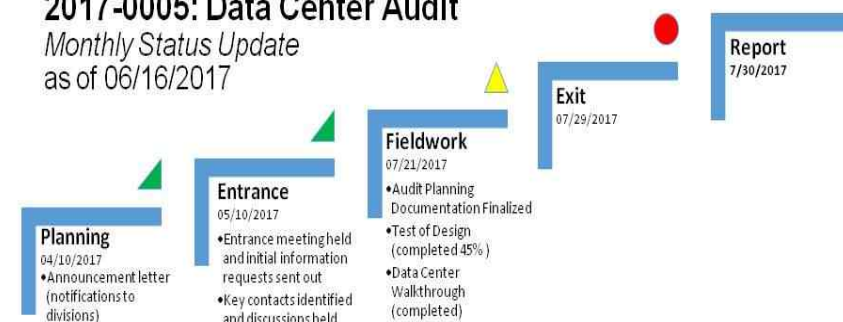 2017-0005: Data Center Audit
Monthly Status Update
as of 06/16/2017
Planning
04/10/2017
•Announcement letter
(notifications to
divisions)
Entrance
05/10/2017
•Entrance meeting held
and initial information
requests sent out
•Key contacts identified
and discussions held
Fieldwork
07/21/2017
•Audit Planning
Documentation Finalized
•Test of Design
(completed 45% )
•Data Center
Walkthrough
(completed)
Exit
07/29/2017
Report
7/30/2017